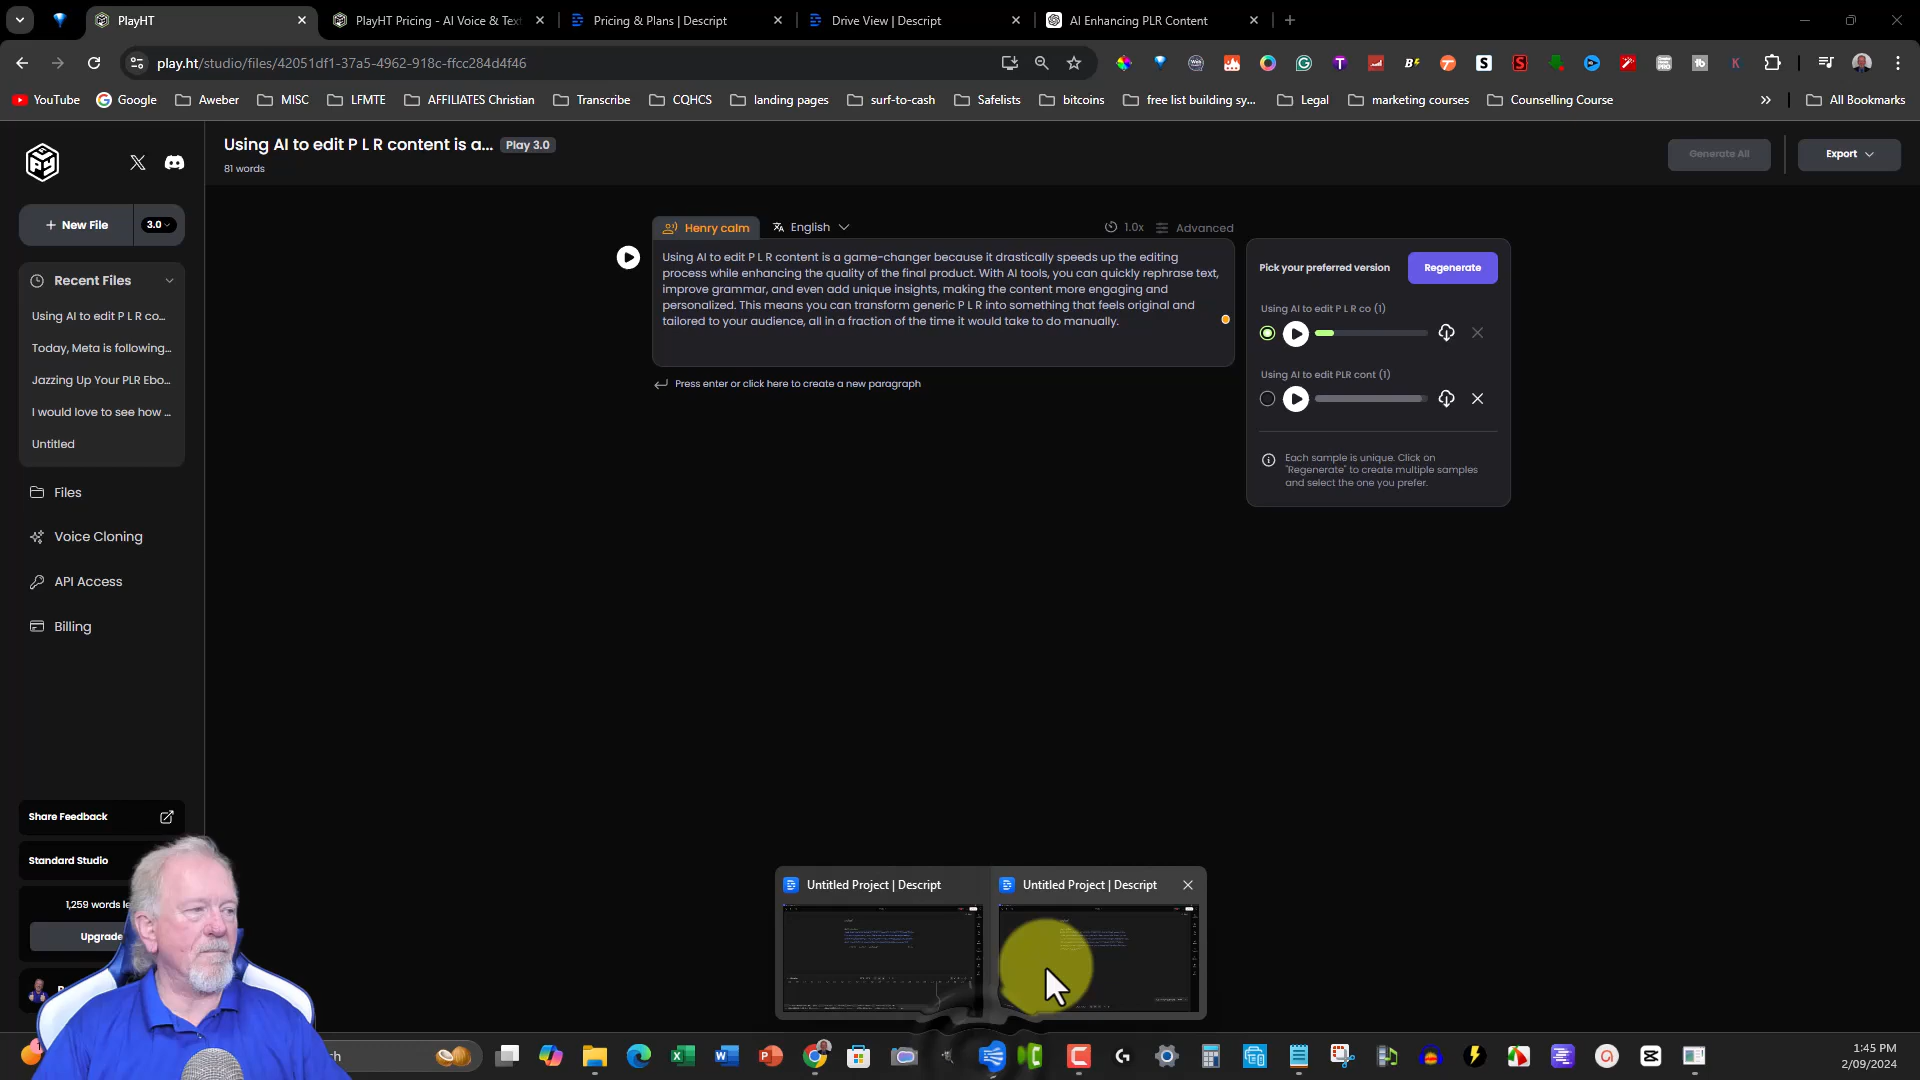 PlayHT
PlayHT Pricing - AI Voice & Text
Pricing & Plans | Descript
Drive View | Descript
AI Enhancing PLR Content
play.ht/studio/files/42051df1-37a5-4962-918c-ffcc284d4f46
YouTube
Google
Aweber
MISC
LFMTE
AFFILIATES Christian
Transcribe
CQHCS
landing pages
surf-to-cash
Safelists
bitcoins
free list building sy...
Legal
marketing courses
Counselling Course
All Bookmarks
Using AI to edit P L R content is a...
Play 3.0
81 words
Generate All
Export
New File
3.0
Recent Files
Using AI to edit P L R co...
Today, Meta is following...
Jazzing Up Your PLR Ebo...
I would love to see how ...
Untitled
Files
Voice Cloning
API Access
Billing
Henry calm
English
1.0x
Advanced
Using AI to edit P L R content is a game-changer because it drastically speeds up the editing
process while enhancing the quality of the final product. With AI tools, you can quickly rephrase text,
improve grammar, and even add unique insights, making the content more engaging and
personalized. This means you can transform generic P L R into something that feels original and
tailored to your audience, all in a fraction of the time it would take to do manually.
Press enter or click here to create a new paragraph
Pick your preferred version
Regenerate
Using AI to edit P L R co (1)
Using AI to edit PLR cont (1)
Each sample is unique. Click on
"Regenerate" to create multiple samples
and select the one you prefer.
Share Feedback
Standard Studio
1,259 words le
Upgrade
Untitled Project | Descript
Untitled Project | Descript
1:45 PM
2/09/2024